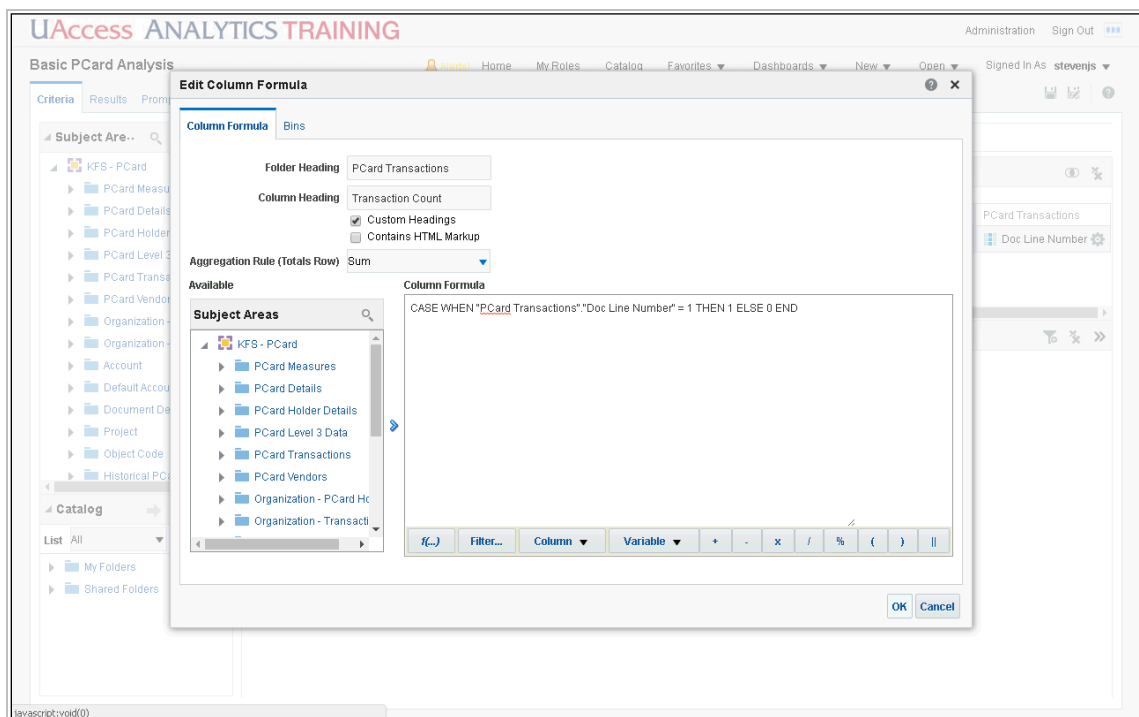 UAccess ANALYTICS TRAINING
Administration Sign Out
Basic PCard Analysis
Alerts! Home My Roles Catalog Favorites Dashboards New Open Signed In As stevenjs
Criteria Results Prom
Edit Column Formula
Column Formula Bins
Subject Are..
KFS - PCard
PCard Measu
PCard Details
PCard Holder
PCard Level 3
PCard Transa
PCard Vendor
Organization -
Organization -
Account
Default Accou
Document De
Project
Object Code
Historical PCa
Catalog
List All
My Folders
Shared Folders
Folder Heading PCard Transactions
Column Heading Transaction Count
Custom Headings
Contains HTML Markup
Aggregation Rule (Totals Row) Sum
Available
Subject Areas
KFS - PCard
PCard Measures
PCard Details
PCard Holder Details
PCard Level 3 Data
PCard Transactions
PCard Vendors
Organization - PCard Ho
Organization - Transacti
Column Formula
CASE WHEN "PCard Transactions"."Doc Line Number" = 1 THEN 1 ELSE 0 END
f(...) Filter... Column Variable + - x / % ( ) ||
OK Cancel
PCard Transactions
Doc Line Number
javascript:void(0)